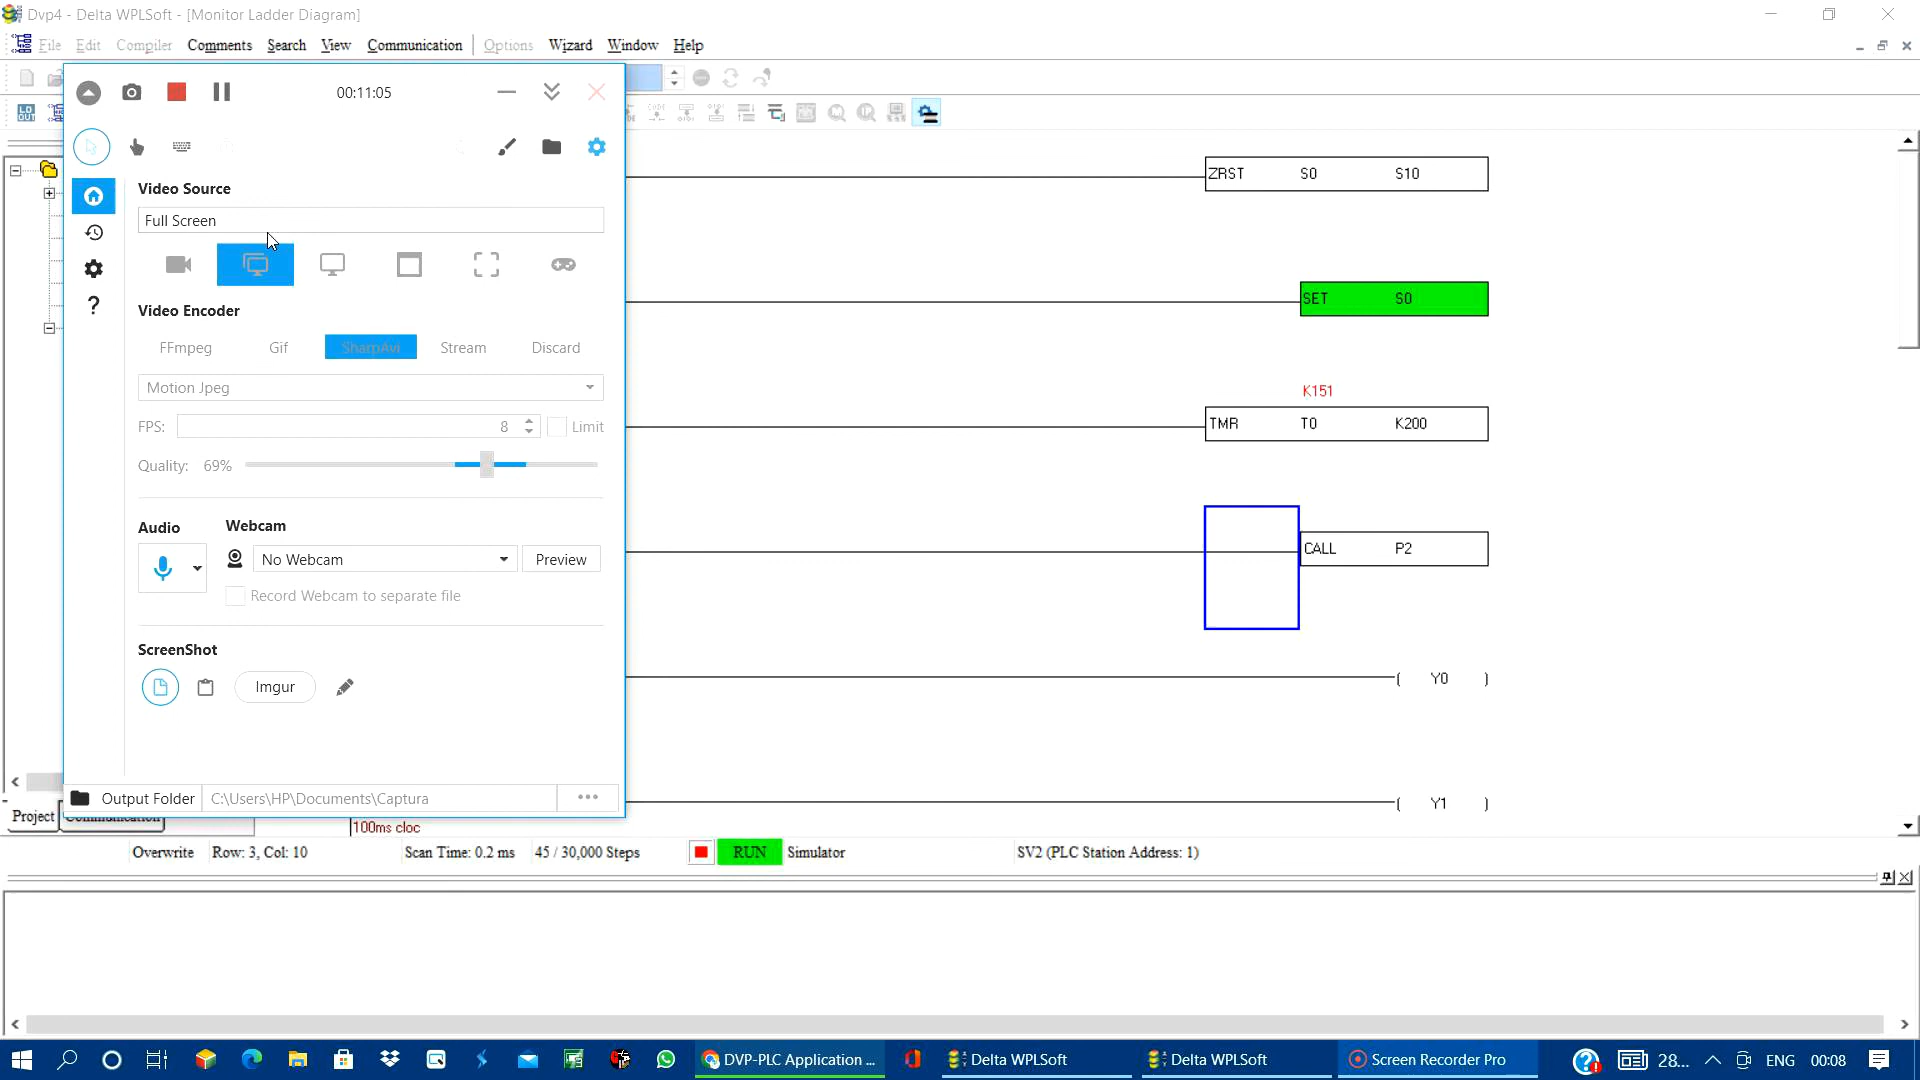 Dvp4 - Delta WPLSoft - [Monitor Ladder Diagram]
File Edit Compiler Comments Search View Communication Options Wizard Window Help
00:11:05
Video Source
Full Screen
Video Encoder
FFmpeg Gif SharpAvi Stream Discard
Motion Jpeg
FPS: 8 Limit
Quality: 69%
Audio Webcam
No Webcam Preview
Record Webcam to separate file
ScreenShot
Imgur
Output Folder C:\Users\HP\Documents\Captura ...
ZRST S0 S10
SET S0
K151
TMR T0 K200
CALL P2
Y0
Y1
Project Communication
100ms cloc
Overwrite Row: 3, Col: 10 Scan Time: 0.2 ms 45 / 30,000 Steps RUN Simulator SV2 (PLC Station Address: 1)
DVP-PLC Application ... Delta WPLSoft Delta WPLSoft Screen Recorder Pro 28... ENG 00:08